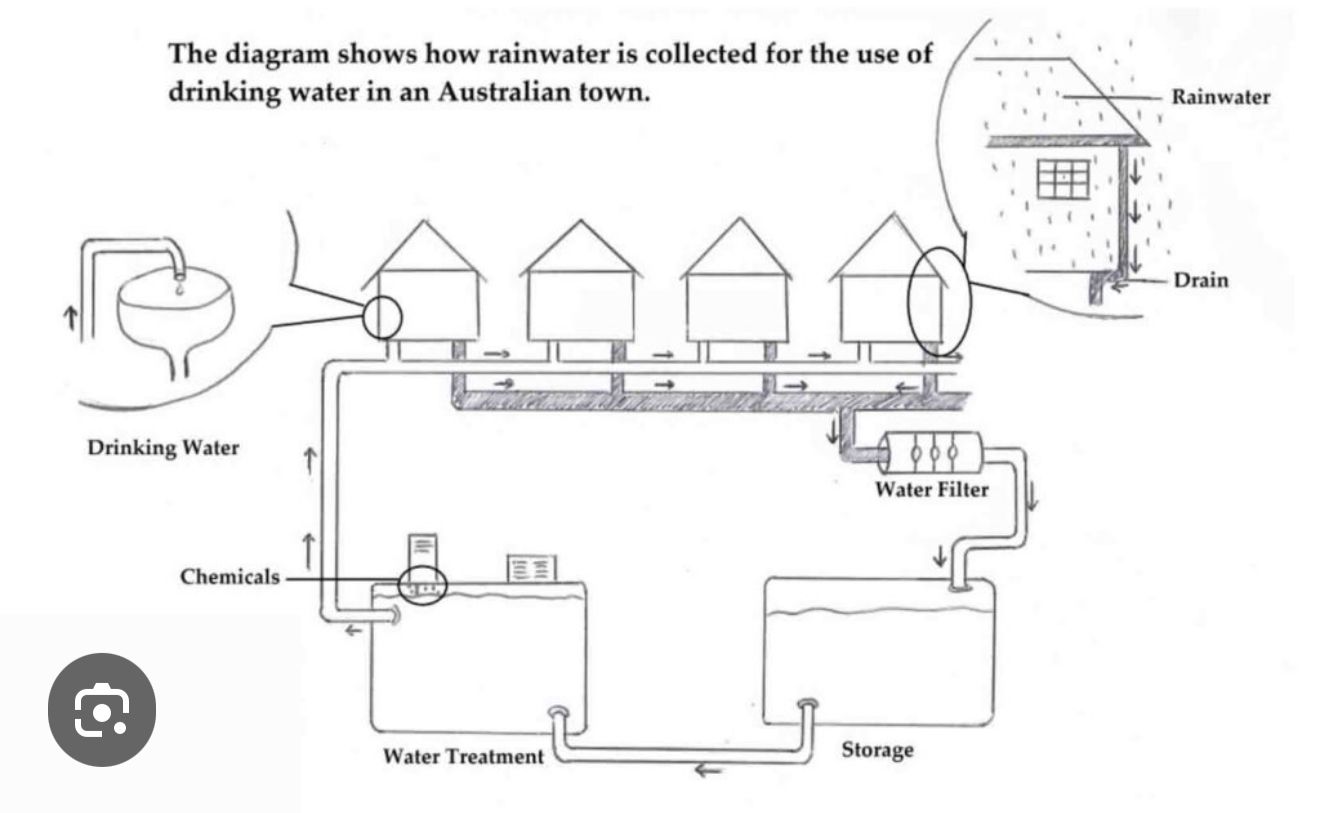 The diagram shows how rainwater is collected for the use of
drinking water in an Australian town.
Rainwater
Drain
Drinking Water
Water Filter
Chemicals
Water Treatment
Storage